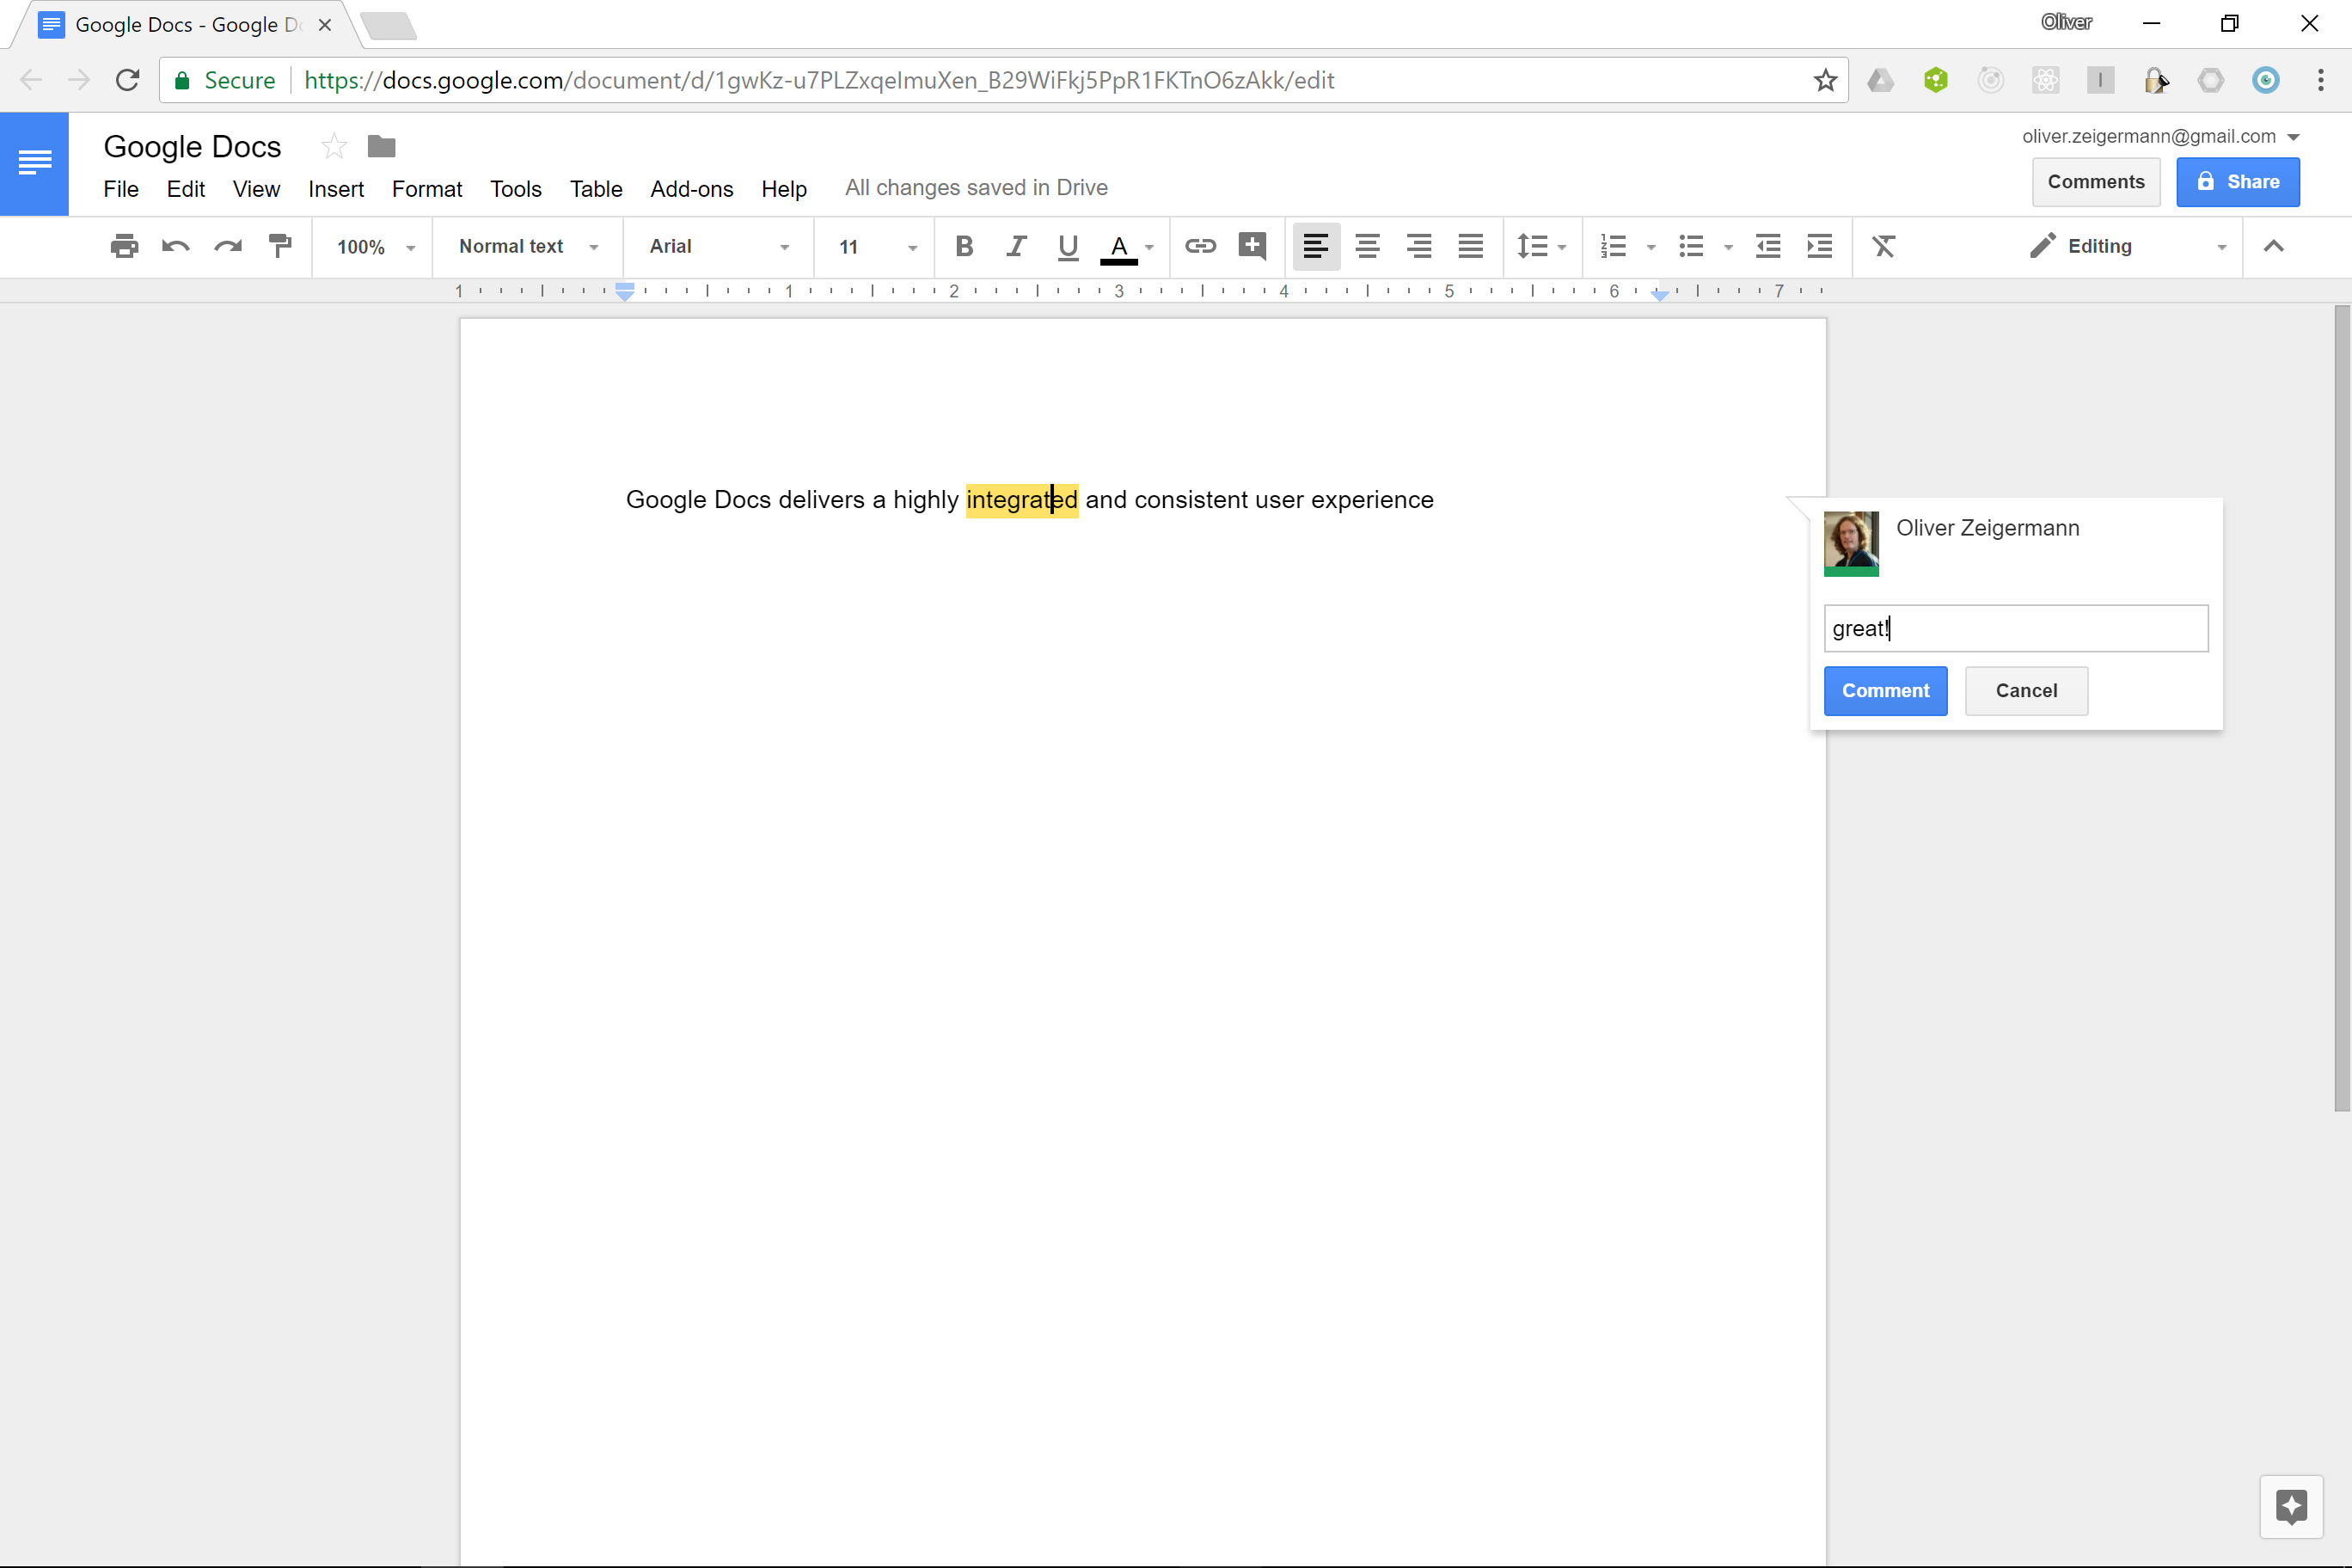 Google Docs - Google D
Oliver
Secure
https://docs.google.com/document/d/1gwKz-u7PLZxqeImuXen_B29WiFkj5PpR1FKTnO6zAkk/edit
Google Docs
oliver.zeigermann@gmail.com
File Edit View Insert Format Tools Table Add-ons Help All changes saved in Drive
Comments Share
100% Normal text Arial 11 B I U A Editing
1 1 2 3 4 5 6 7
Google Docs delivers a highly integrated and consistent user experience
Oliver Zeigermann
great!
Comment Cancel